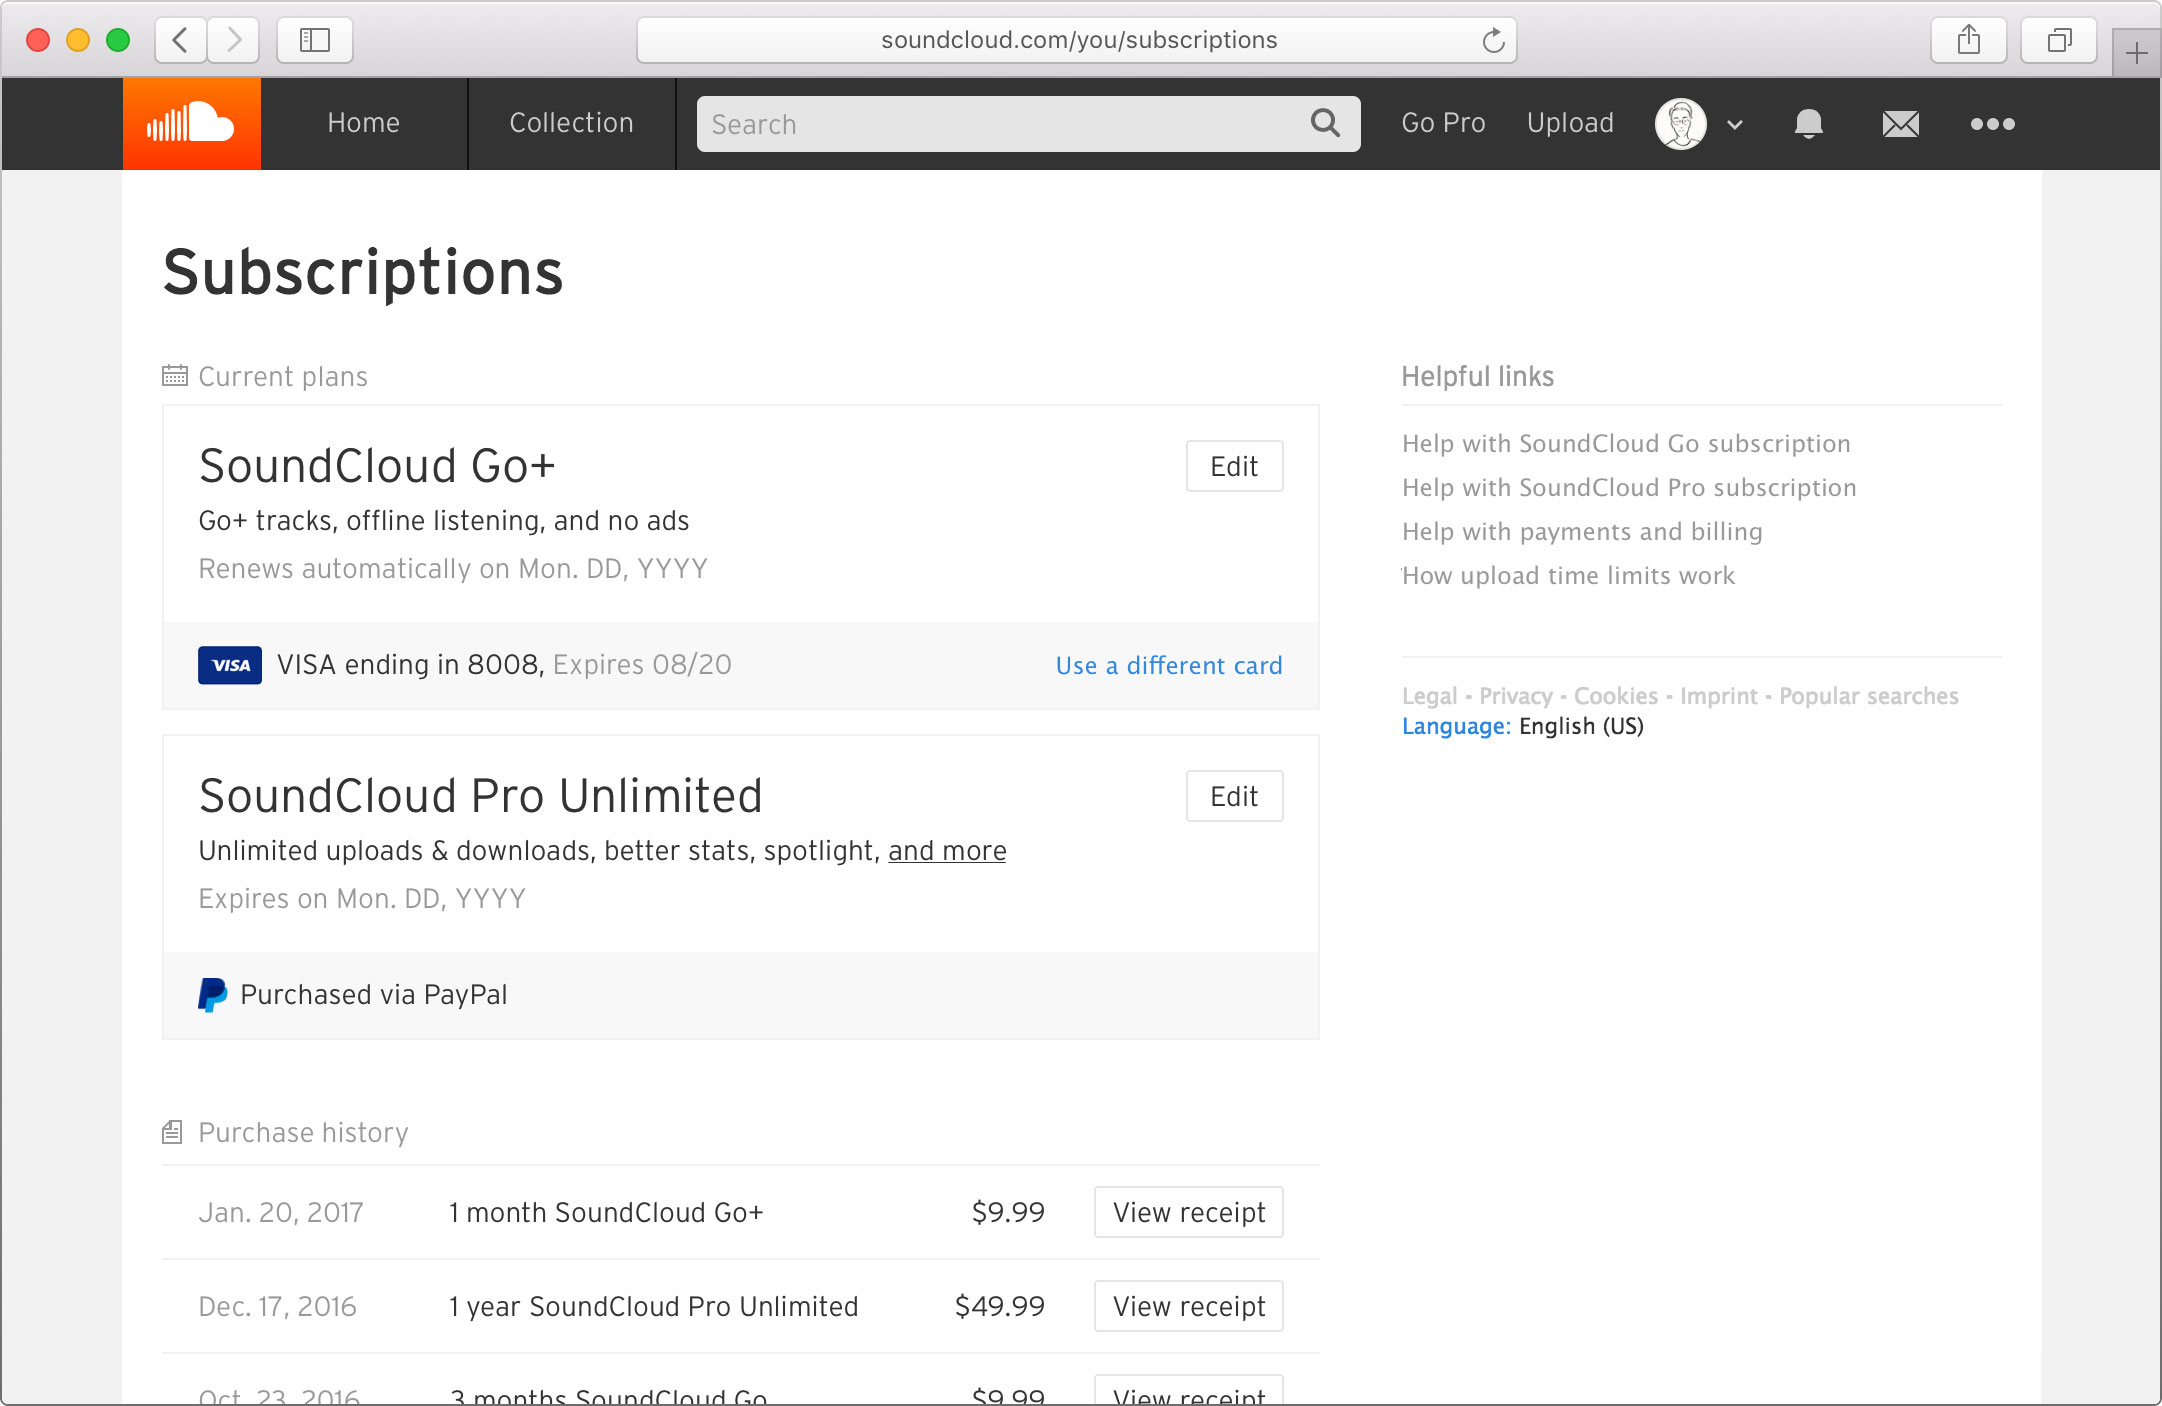 soundcloud.com/you/subscriptions
Home
Collection
Search
Go Pro
Upload
Subscriptions
Current plans
SoundCloud Go+
Edit
Go+ tracks, offline listening, and no ads
Renews automatically on Mon. DD, YYYY
VISA
VISA ending in 8008, Expires 08/20
Use a different card
SoundCloud Pro Unlimited
Edit
Unlimited uploads & downloads, better stats, spotlight, and more
Expires on Mon. DD, YYYY
Purchased via PayPal
Purchase history
Jan. 20, 2017 1 month SoundCloud Go+ $9.99 View receipt
Dec. 17, 2016 1 year SoundCloud Pro Unlimited $49.99 View receipt
Oct. 23, 2016 3 months SoundCloud Go $9.99 View receipt
Helpful links
Help with SoundCloud Go subscription
Help with SoundCloud Pro subscription
Help with payments and billing
How upload time limits work
Legal - Privacy - Cookies - Imprint - Popular searches
Language: English (US)